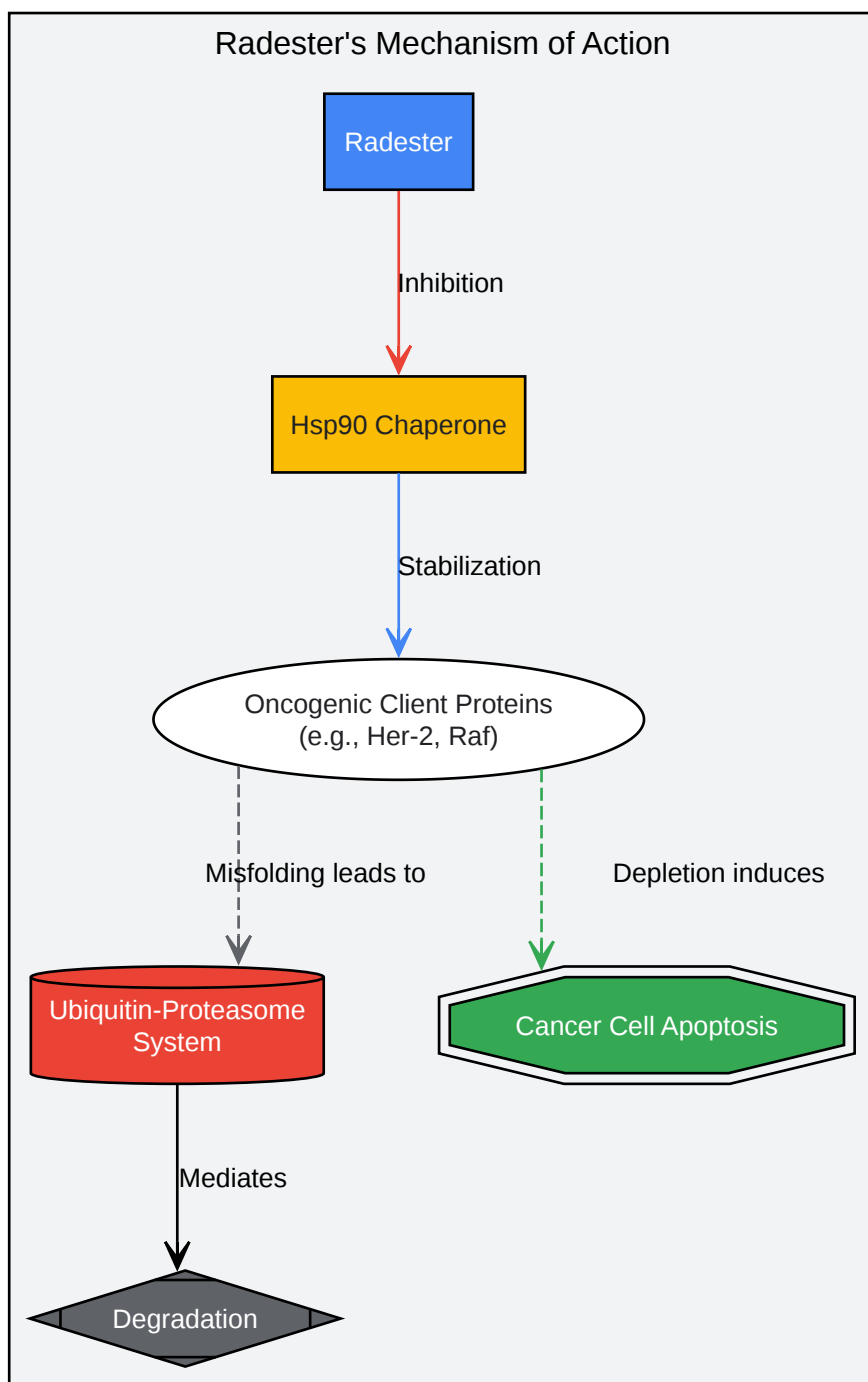 Radester's Mechanism of Action
Radester
Inhibition
Hsp90 Chaperone
Stabilization
Oncogenic Client Proteins
(e.g., Her-2, Raf)
Misfolding leads to
Depletion induces
Ubiquitin-Proteasome
System
Cancer Cell Apoptosis
Mediates
Degradation